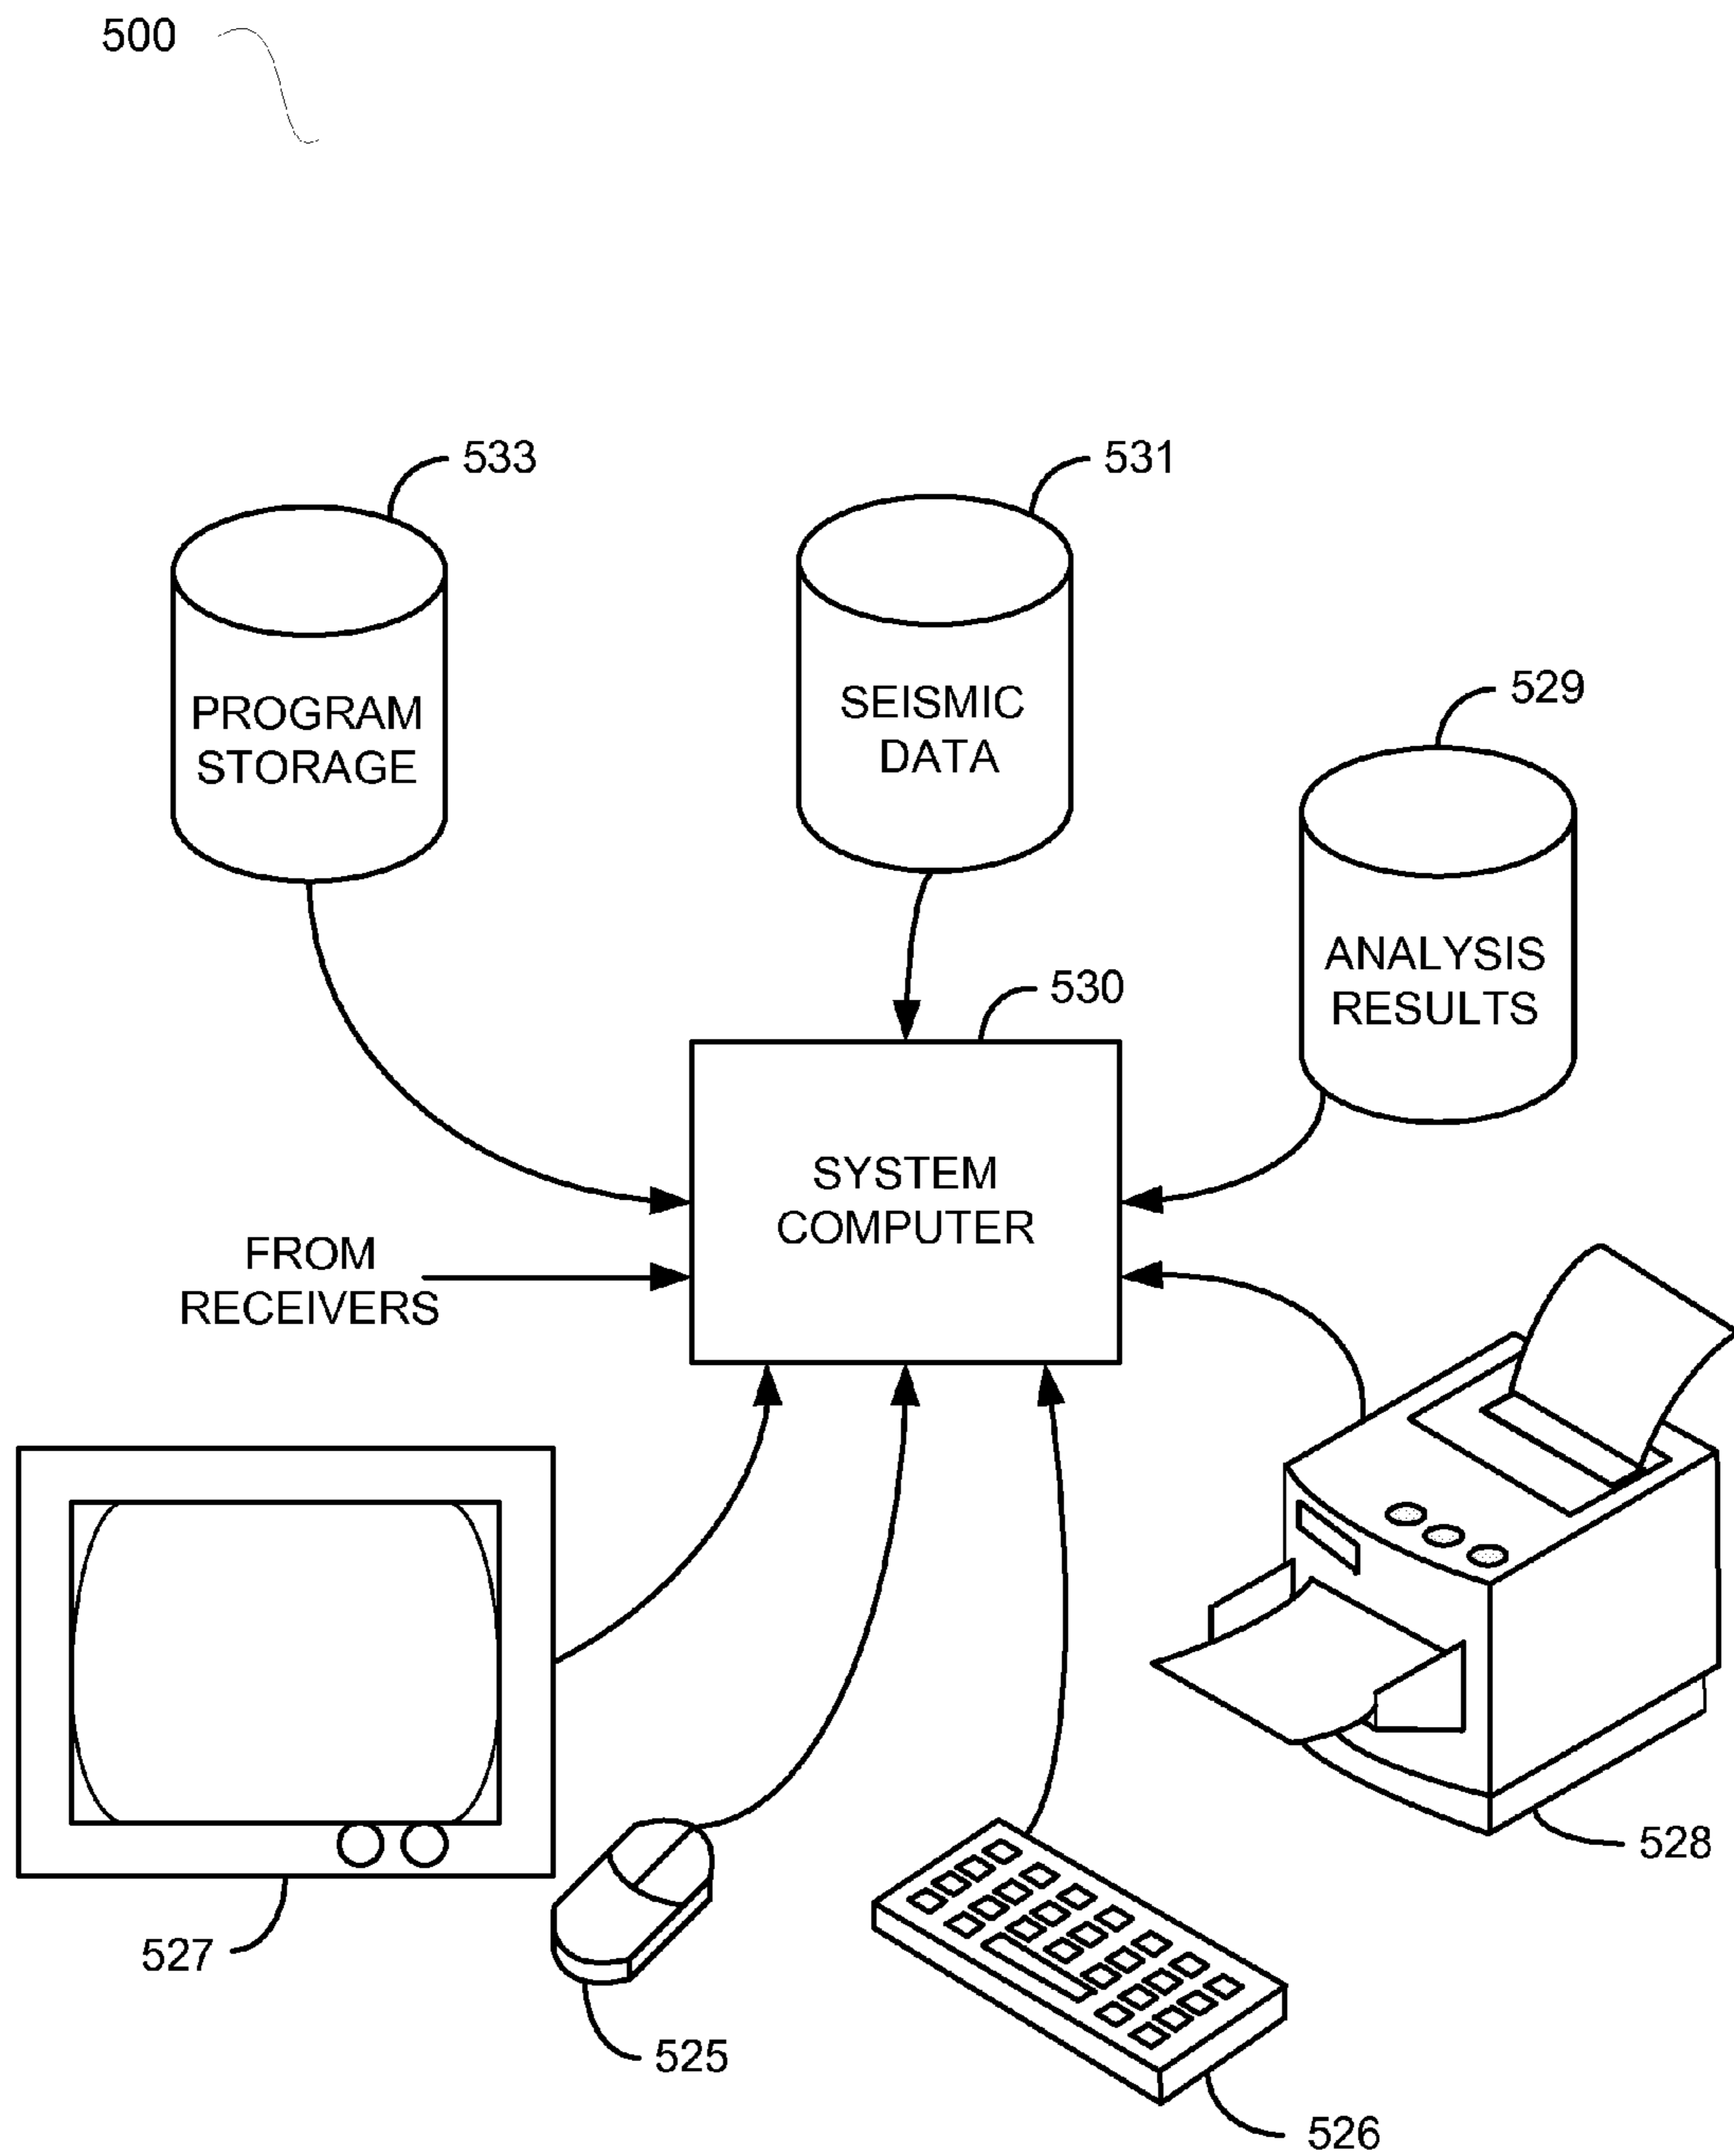 500
533
531
PROGRAM
STORAGE
SEISMIC
DATA
529
ANALYSIS
RESULTS
530
SYSTEM
COMPUTER
FROM
RECEIVERS
528
527
525
526